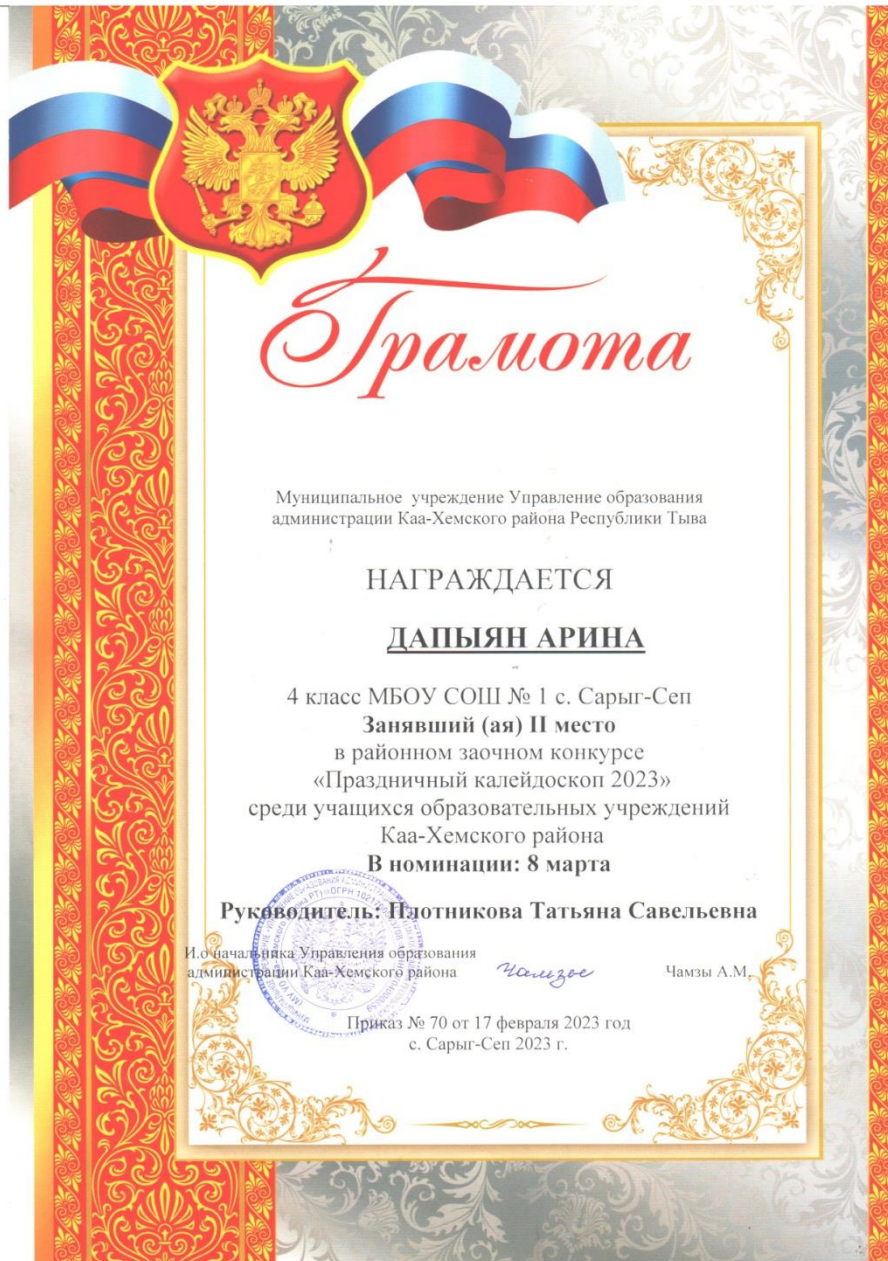 Грамота
Муниципальное учреждение Управление образования
администрации Каа-Хемского района Республики Тыва
НАГРАЖДАЕТСЯ
ДАПЫЯН АРИНА
4 класс МБОУ СОШ № 1 с. Сарыг-Сеп
Занявший (ая) II место
в районном заочном конкурсе
«Праздничный калейдоскоп 2023»
среди учащихся образовательных учреждений
Каа-Хемского района
В номинации: 8 марта
Руководитель: Плотникова Татьяна Савельевна
И.о начальника Управления образования
администрации Каа-Хемского района Чамзы А.М.
Приказ № 70 от 17 февраля 2023 год
с. Сарыг-Сеп 2023 г.